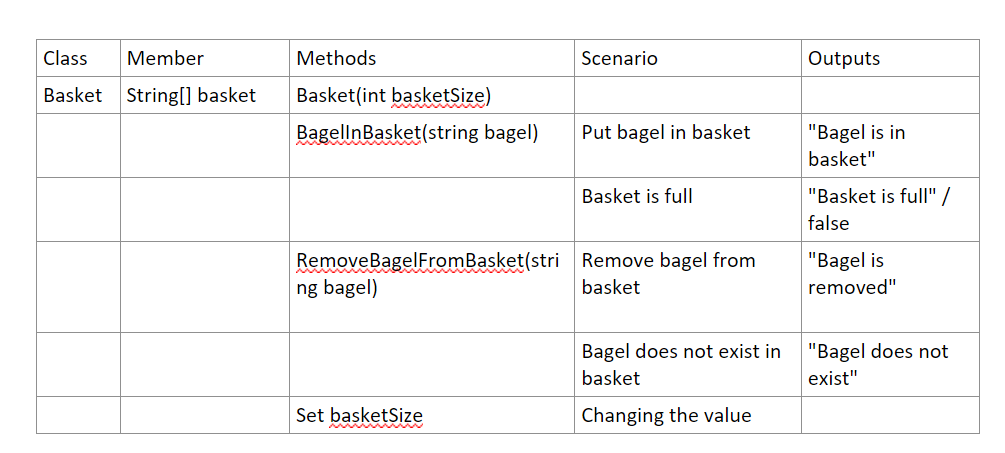 Class Member Methods Scenario Outputs
Basket String[] basket Basket(int basketSize)
BagelInBasket(string bagel) Put bagel in basket "Bagel is in
basket"
Basket is full "Basket is full" /
false
RemoveBagelFromBasket(stri Remove bagel from "Bagel is
ng bagel) basket removed"
Bagel does not exist in "Bagel does not
basket exist"
Set basketSize Changing the value